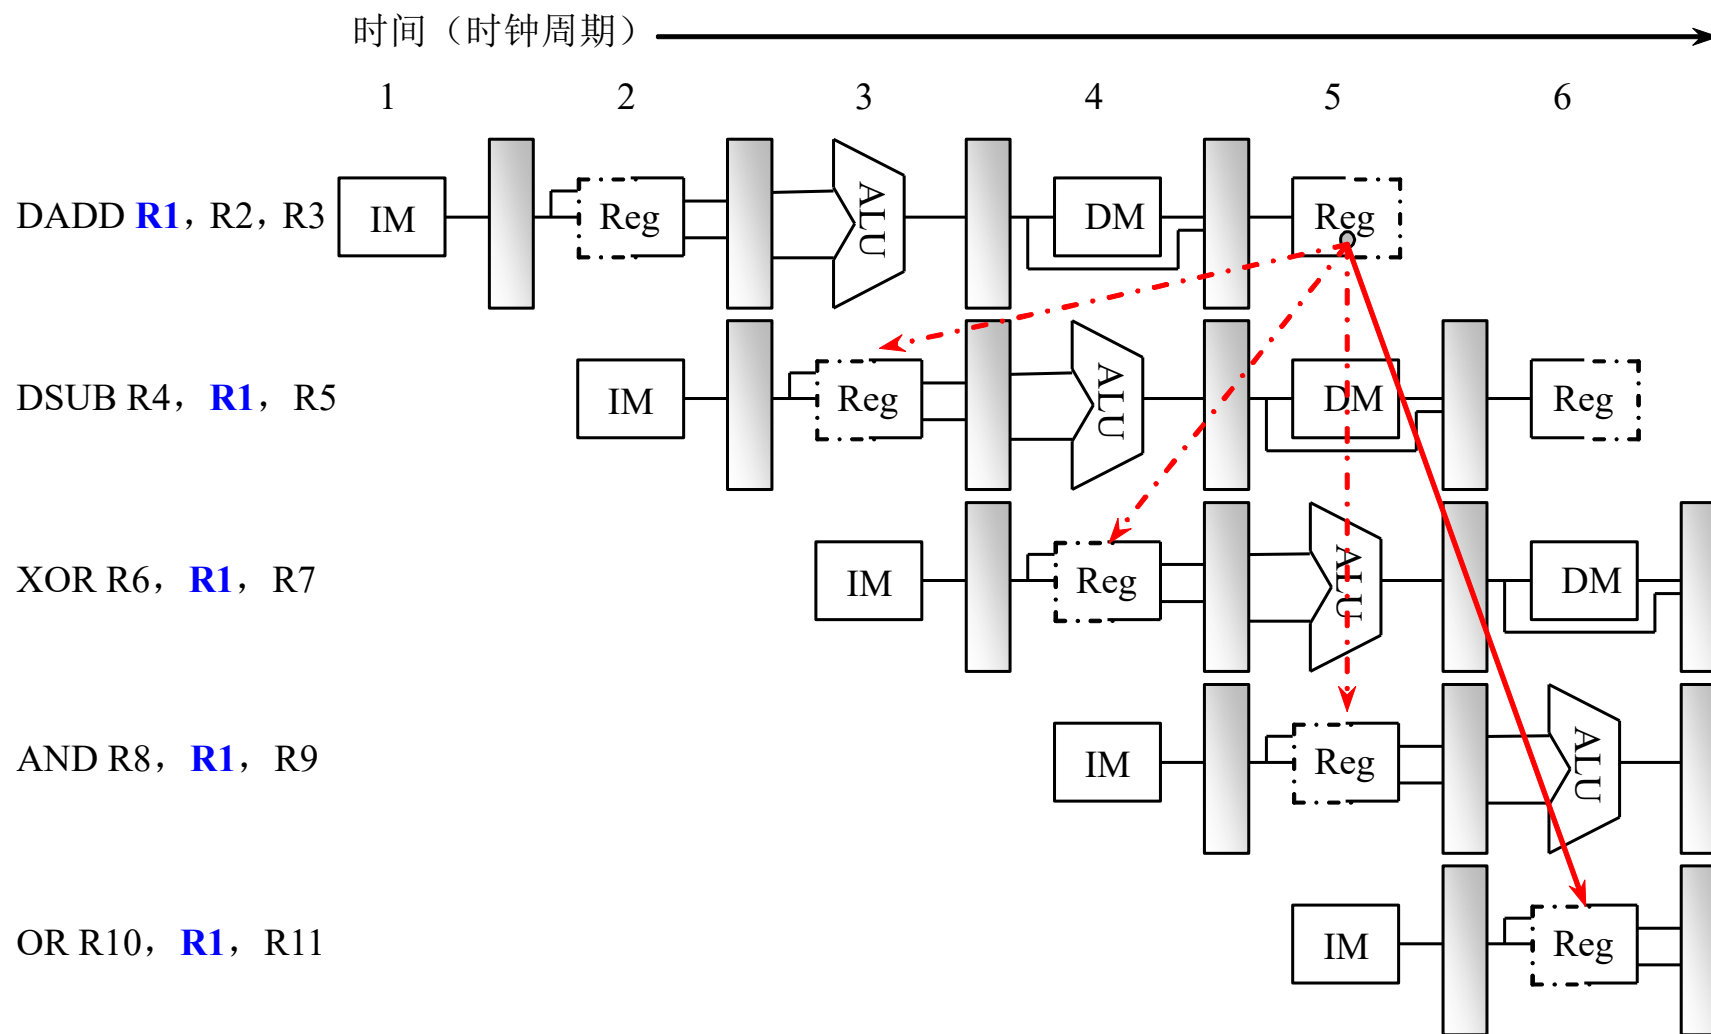 时间（时钟周期）
1 2 3 4 5 6
DADD R1，R2，R3 IM Reg ALU DM Reg
DSUB R4，R1，R5 IM Reg ALU DM Reg
XOR R6，R1，R7 IM Reg ALU DM
AND R8，R1，R9 IM Reg ALU
OR R10，R1，R11 IM Reg